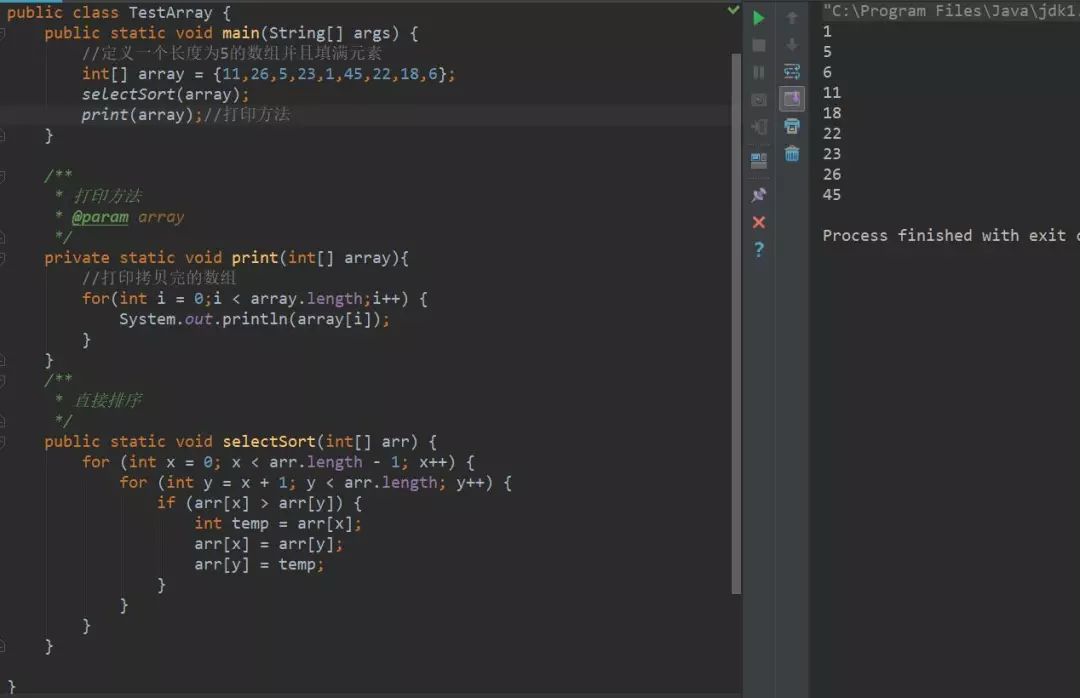 public class TestArray {
public static void main(String[] args) {
//定义一个长度为5的数组并且填满元素
int[] array = {11,26,5,23,1,45,22,18,6};
selectSort(array);
print(array);//打印方法
}
/**
* 打印方法
* @param array
*/
private static void print(int[] array){
//打印拷贝完的数组
for(int i = 0;i < array.length;i++) {
System.out.println(array[i]);
}
}
/**
* 直接排序
*/
public static void selectSort(int[] arr) {
for (int x = 0; x < arr.length - 1; x++) {
for (int y = x + 1; y < arr.length; y++) {
if (arr[x] > arr[y]) {
int temp = arr[x];
arr[x] = arr[y];
arr[y] = temp;
}
}
}
}
}
"C:\Program Files\Java\jdk1
1
5
6
11
18
22
23
26
45
Process finished with exit